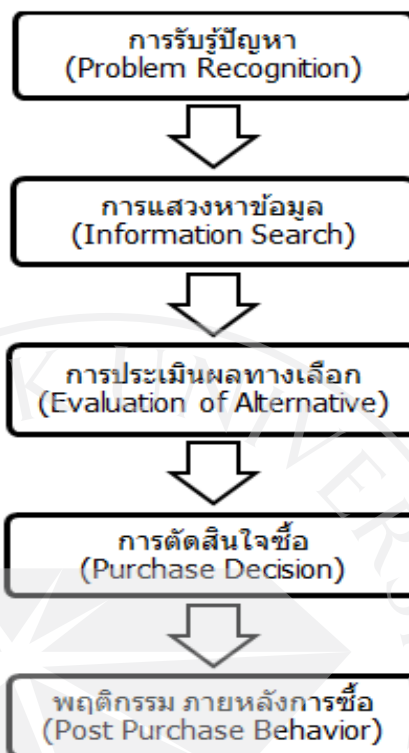 การรับรู้ปัญหา
(Problem Recognition)
การแสวงหาข้อมูล
(Information Search)
การประเมินผลทางเลือก
(Evaluation of Alternative)
การตัดสินใจซื้อ
(Purchase Decision)
พฤติกรรม ภายหลังการซื้อ
(Post Purchase Behavior)